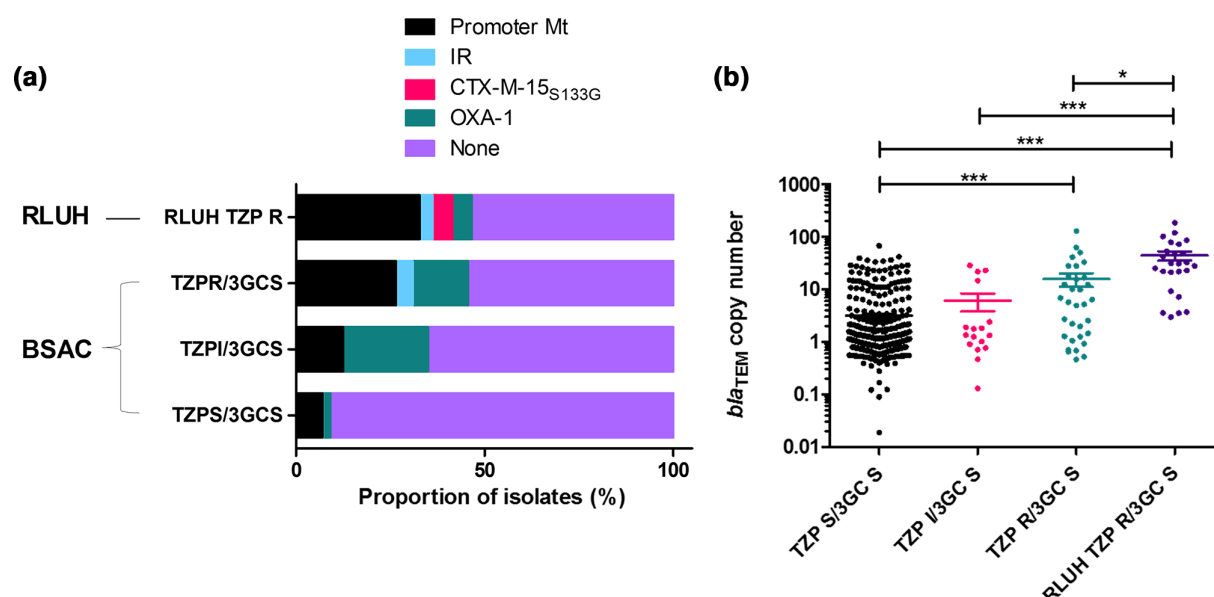 (a)
Promoter Mt
IR
CTX-M-15S133G
OXA-1
None
RLUH
RLUH TZP R
BSAC
TZPR/3GCS
TZPI/3GCS
TZPS/3GCS
0
50
100
Proportion of isolates (%)
(b)
*
***
***
***
blaTEM copy number
1000
100
10
1
0.1
0.01
TZP S/3GC S
TZP I/3GC S
TZP R/3GC S
RLUH TZP R/3GC S